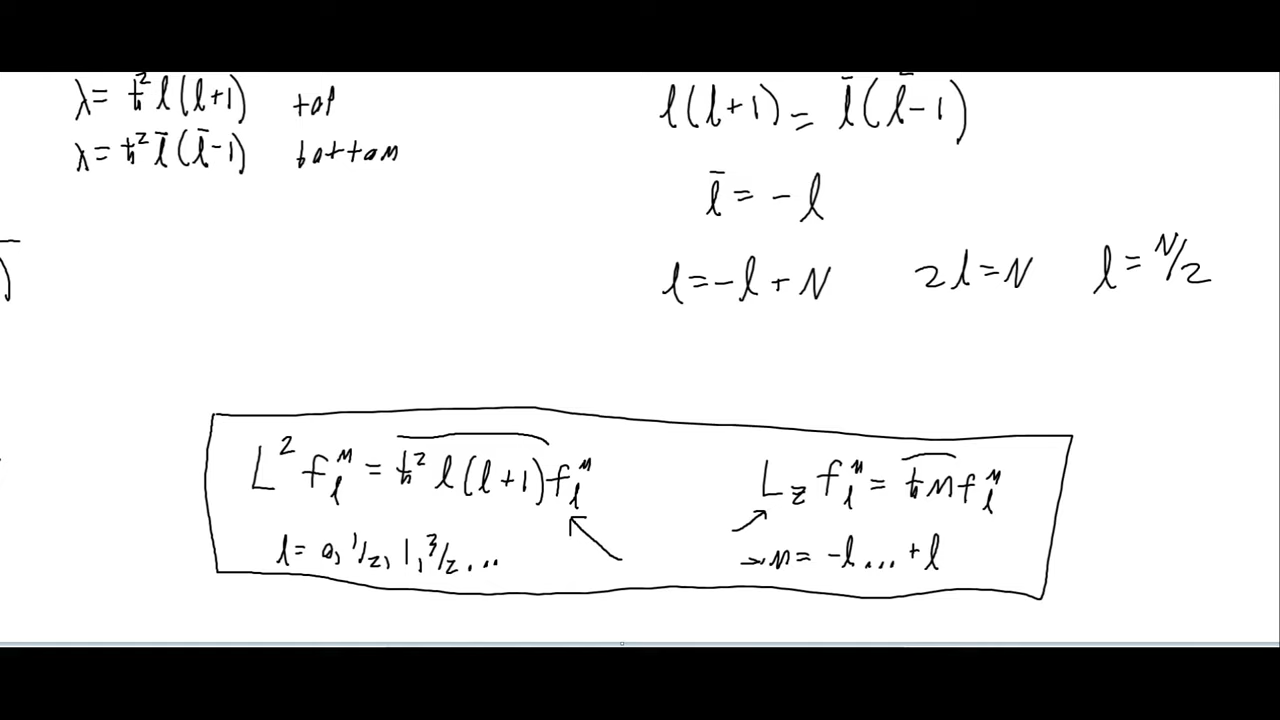 λ = ħ² l(l+1) top
λ = ħ² l̄(l̄-1) bottom
l(l+1) = l̄(l̄-1)
l̄ = -l
l = -l + N 2l = N l = N/2
L² f_l^m = ħ² l(l+1) f_l^m L_z f_l^m = ħm f_l^m
l = 0, 1/2, 1, 3/2, ... → m = -l ... +l